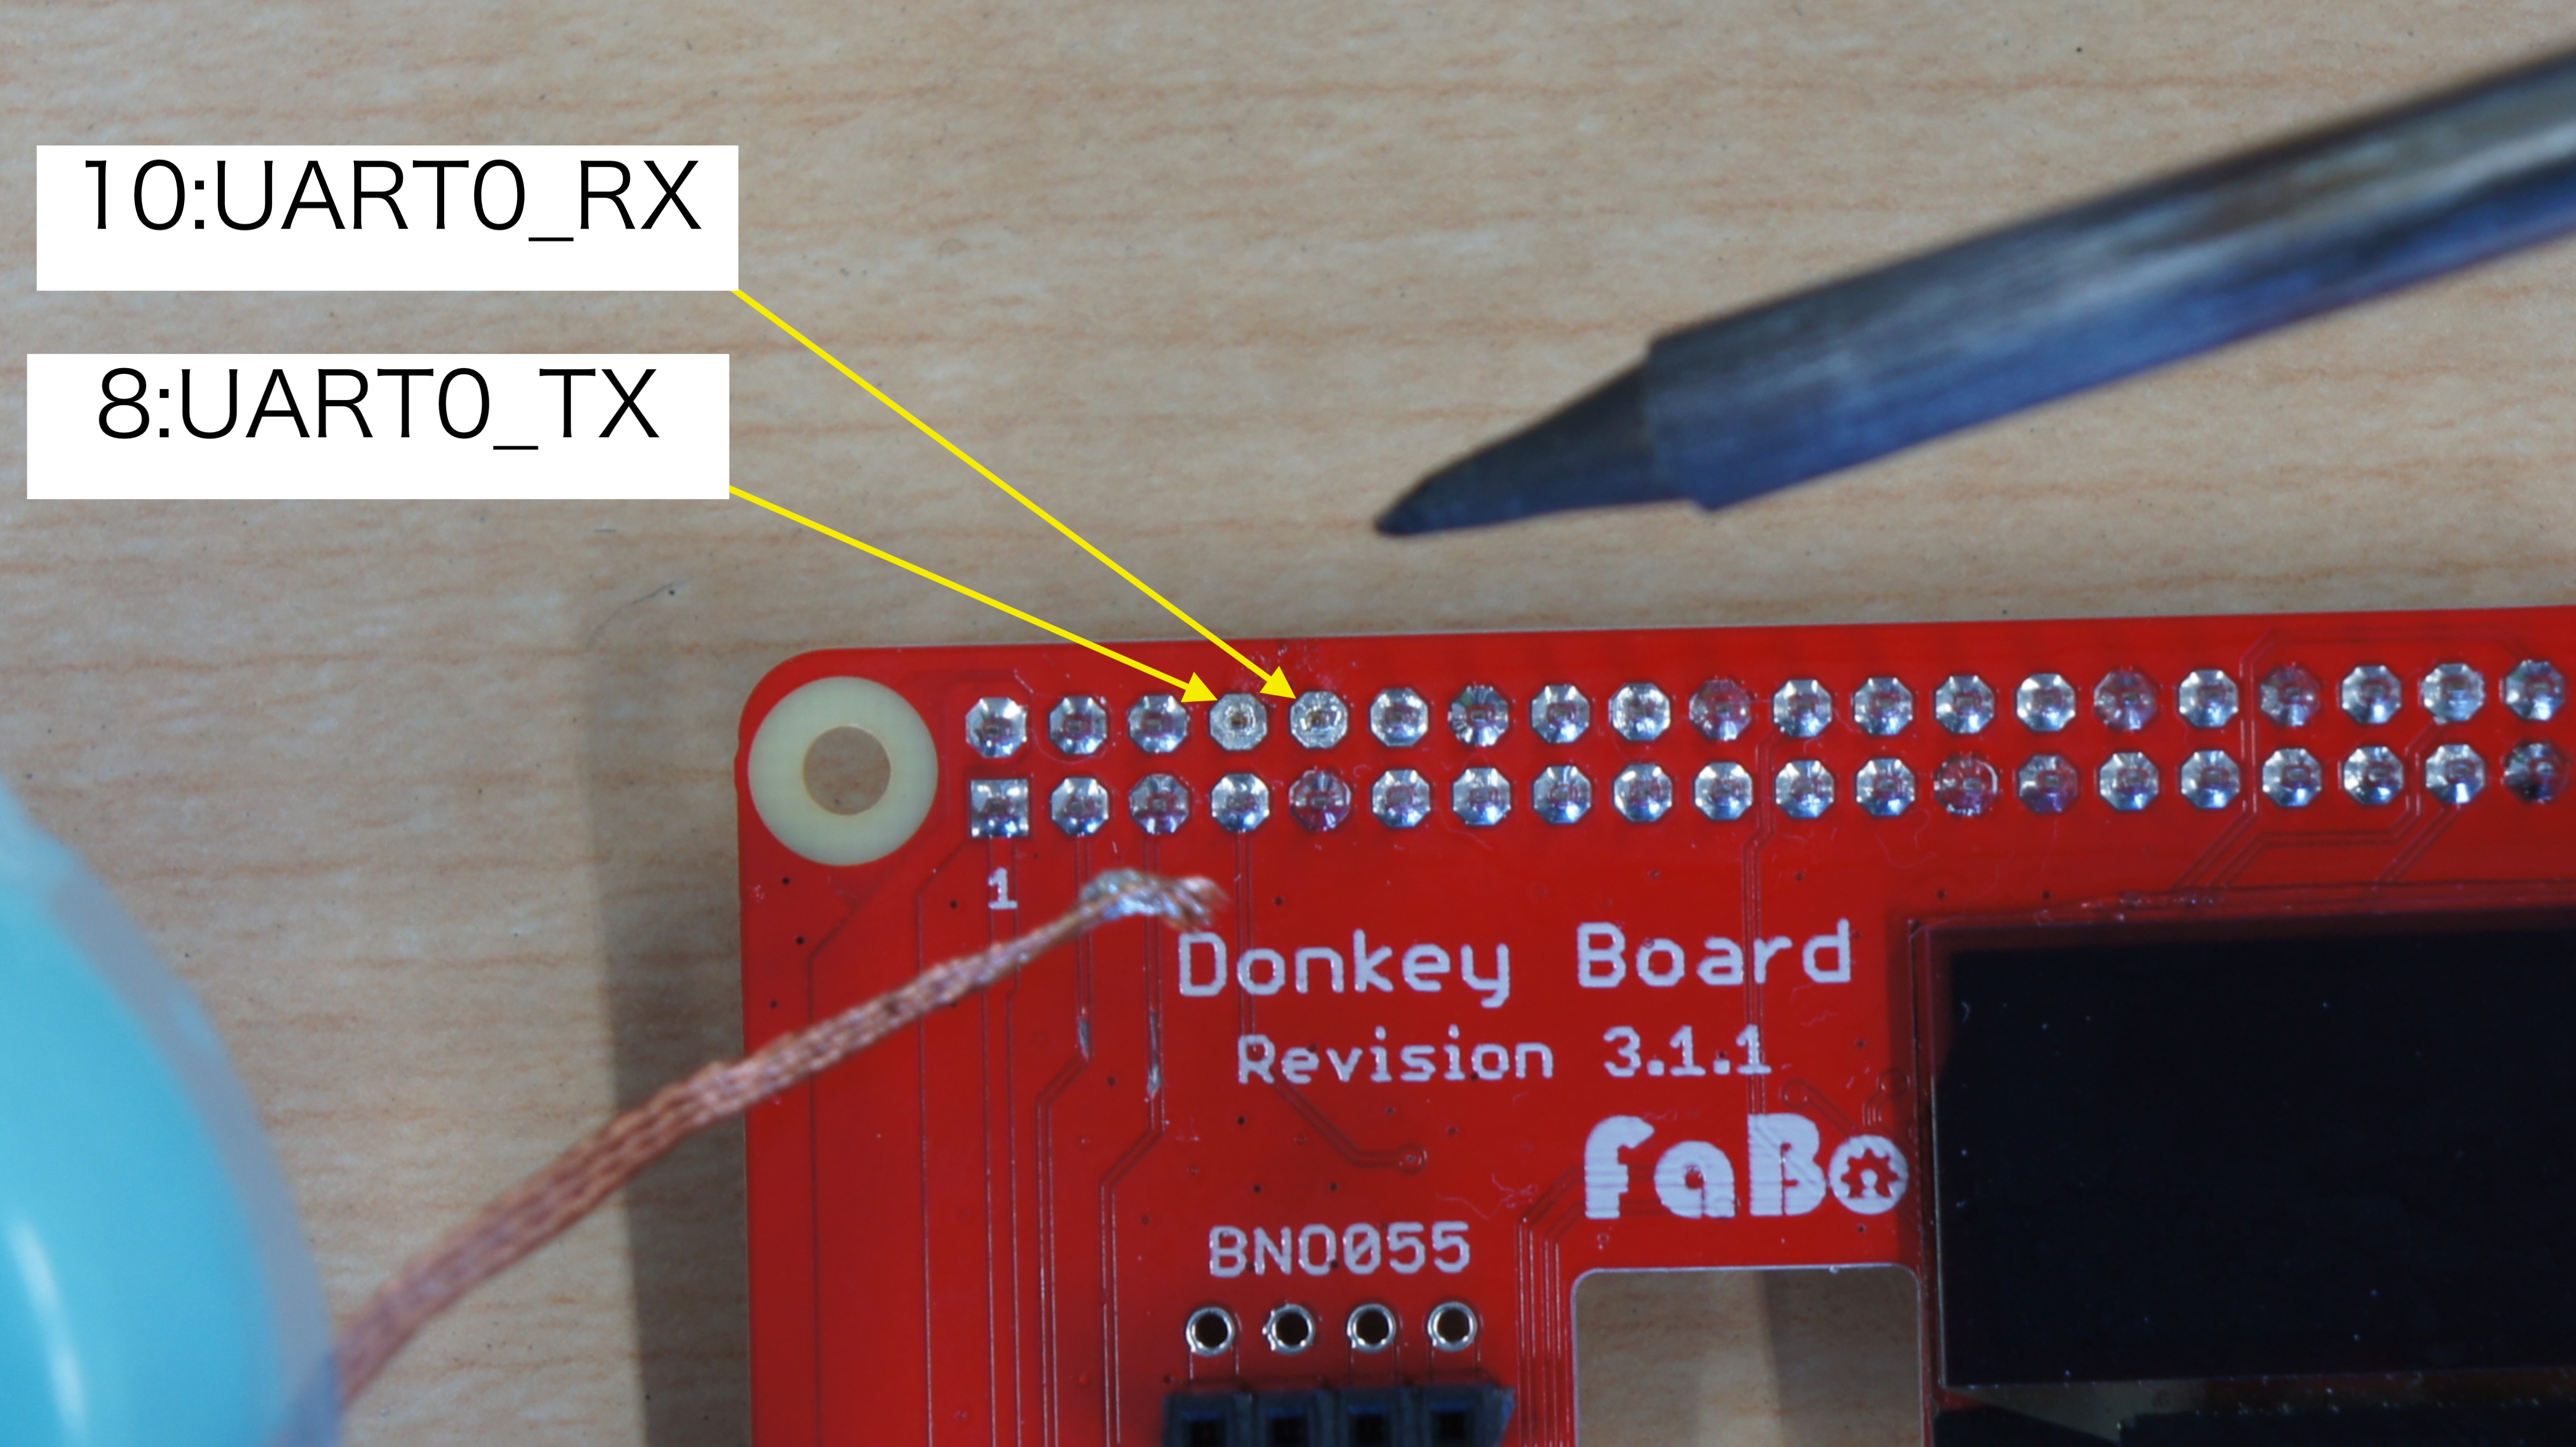 10:UART0_RX
8:UART0_TX
1
Donkey Board
Revision 3.1.1
FaBo
BNO055